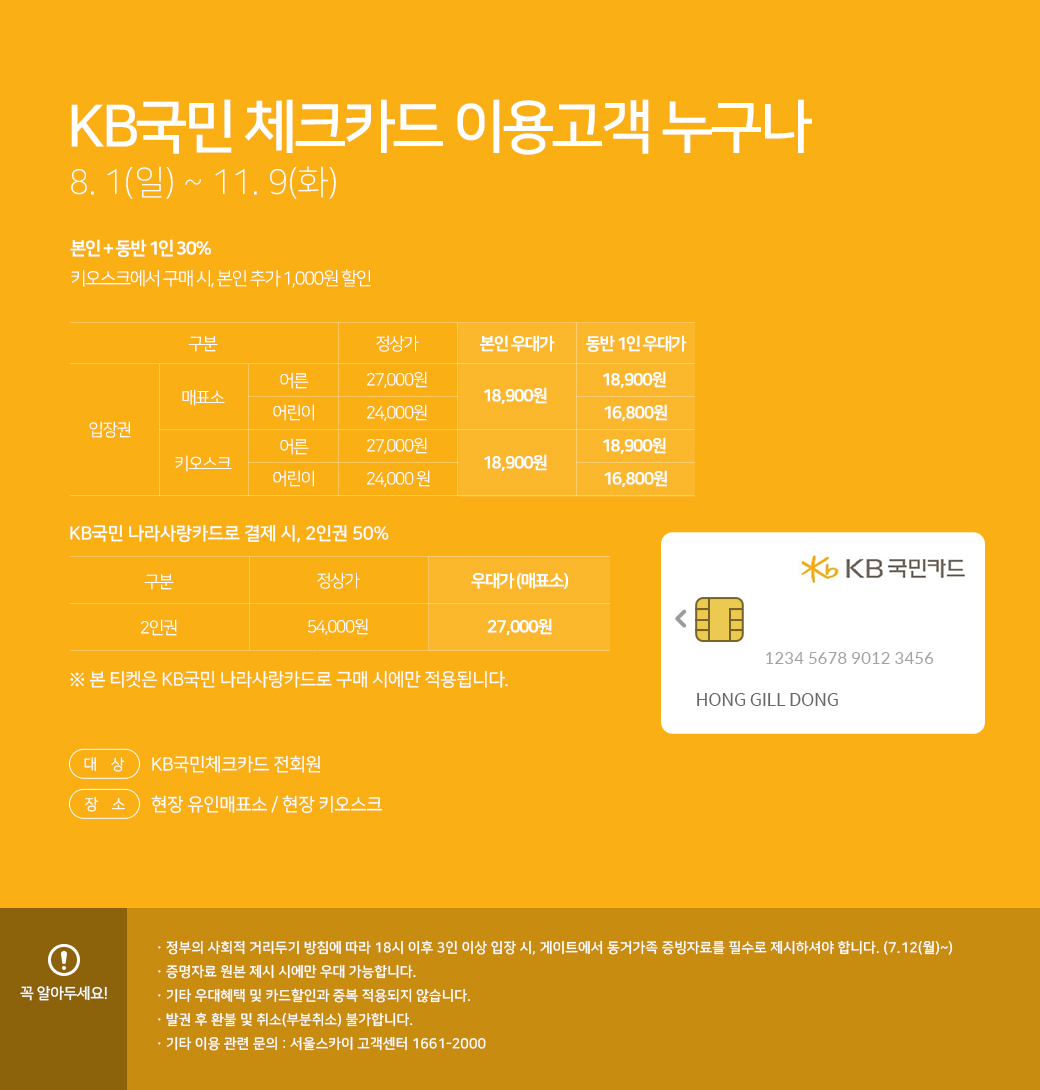 KB국민 체크카드 이용고객 누구나
8. 1(일) ~ 11. 9(화)
본인 + 동반 1인 30%
키오스크에서 구매 시, 본인 추가 1,000원 할인
구분 정상가 본인 우대가 동반 1인 우대가
입장권 매표소 어른 27,000원 18,900원 18,900원
어린이 24,000원 16,800원
키오스크 어른 27,000원 18,900원 18,900원
어린이 24,000 원 16,800원
KB국민 나라사랑카드로 결제 시, 2인권 50%
구분 정상가 우대가 (매표소)
2인권 54,000원 27,000원
※ 본 티켓은 KB국민 나라사랑카드로 구매 시에만 적용됩니다.
KB 국민카드
1234 5678 9012 3456
HONG GILL DONG
대 상 KB국민체크카드 전회원
장 소 현장 유인매표소 / 현장 키오스크
꼭 알아두세요!
· 정부의 사회적 거리두기 방침에 따라 18시 이후 3인 이상 입장 시, 게이트에서 동거가족 증빙자료를 필수로 제시하셔야 합니다. (7.12(월)~)
· 증명자료 원본 제시 시에만 우대 가능합니다.
· 기타 우대혜택 및 카드할인과 중복 적용되지 않습니다.
· 발권 후 환불 및 취소(부분취소) 불가합니다.
· 기타 이용 관련 문의 : 서울스카이 고객센터 1661-2000